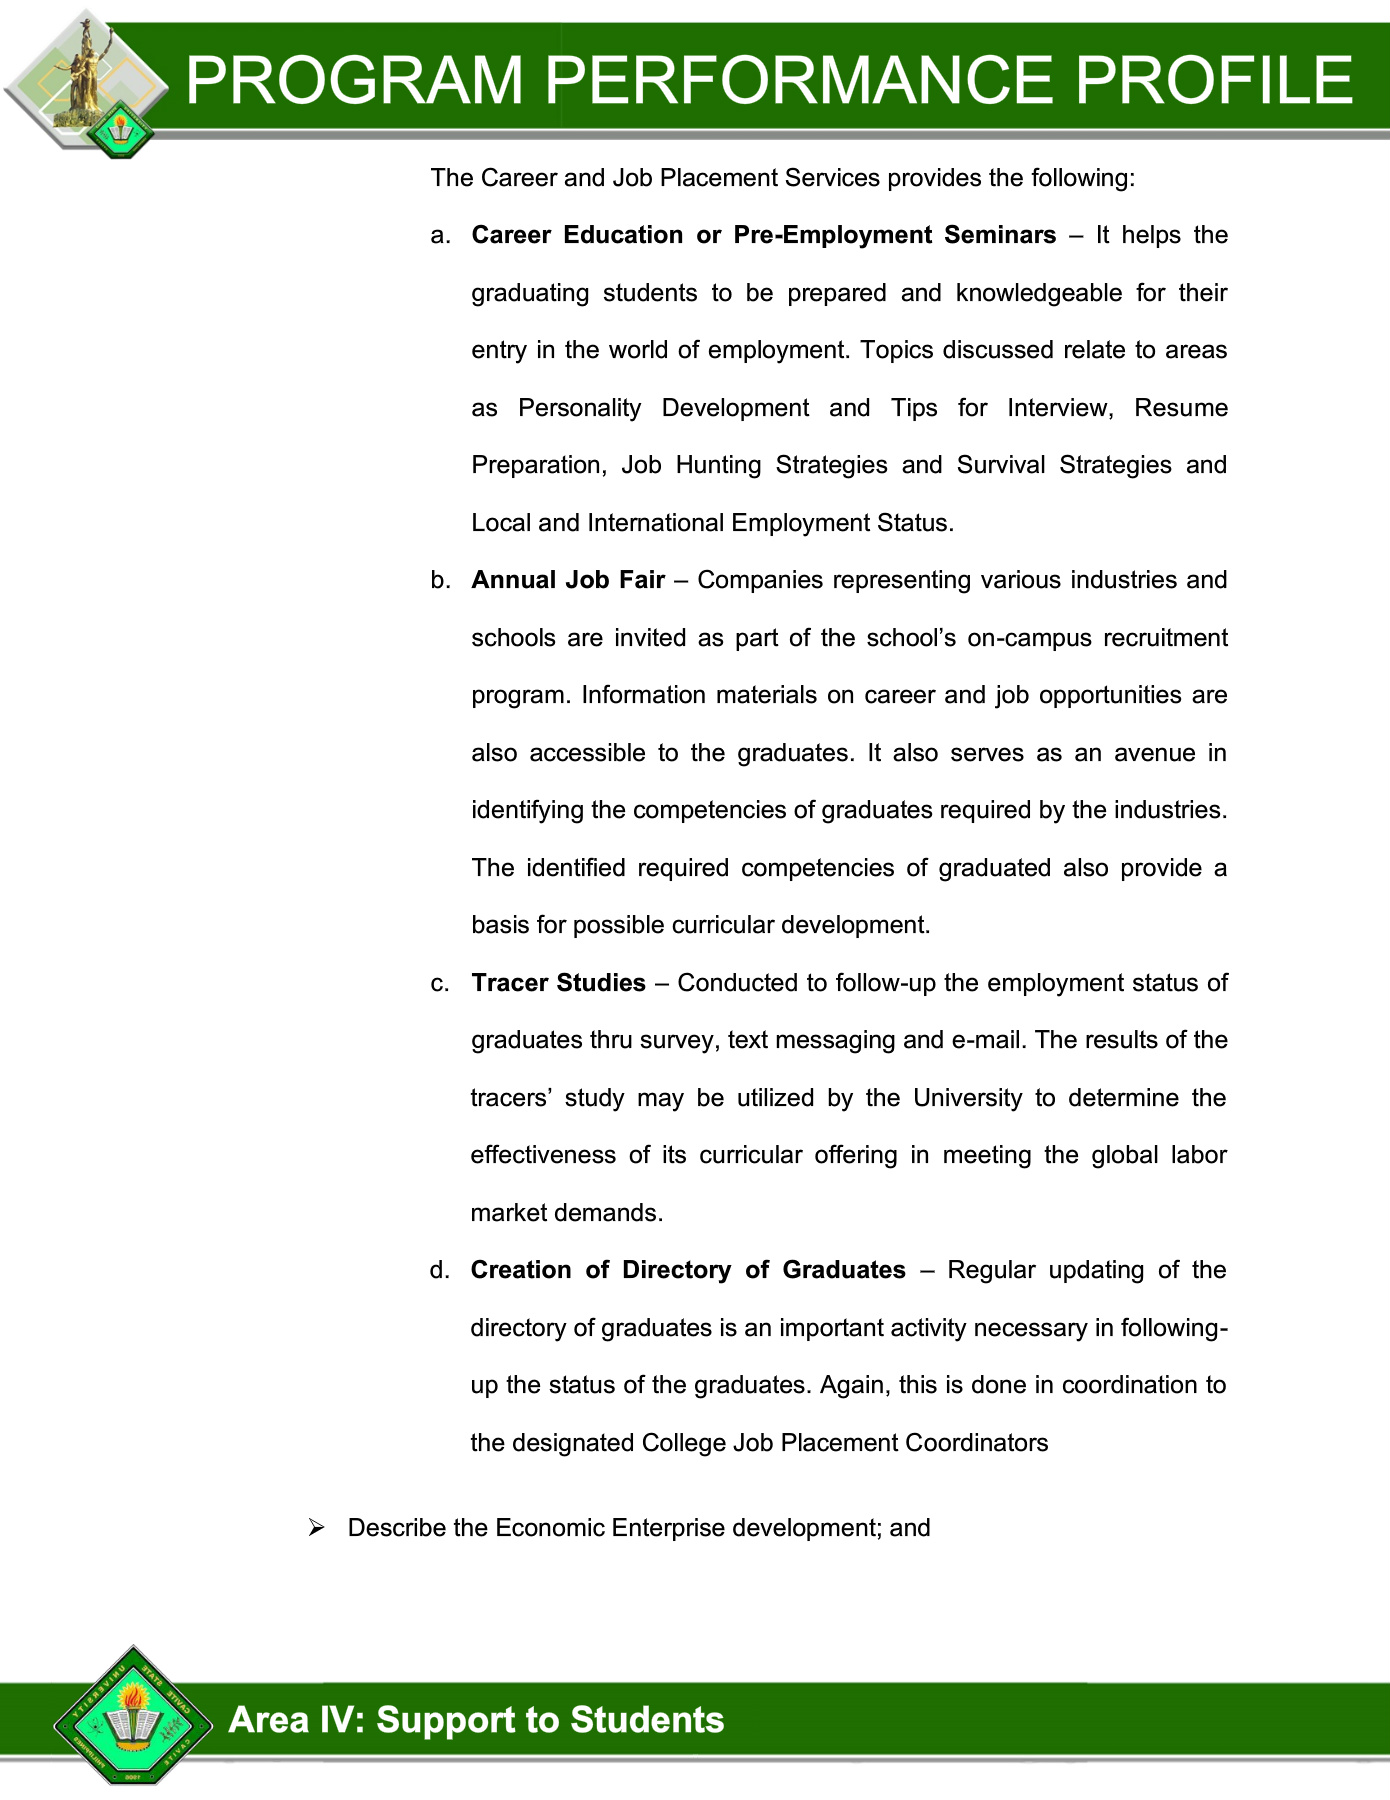 PROGRAM PERFORMANCE PROFILE
The Career and Job Placement Services provides the following:
a. Career Education or Pre-Employment Seminars – It helps the
graduating students to be prepared and knowledgeable for their
entry in the world of employment. Topics discussed relate to areas
as Personality Development and Tips for Interview, Resume
Preparation, Job Hunting Strategies and Survival Strategies and
Local and International Employment Status.
b. Annual Job Fair – Companies representing various industries and
schools are invited as part of the school’s on-campus recruitment
program. Information materials on career and job opportunities are
also accessible to the graduates. It also serves as an avenue in
identifying the competencies of graduates required by the industries.
The identified required competencies of graduated also provide a
basis for possible curricular development.
c. Tracer Studies – Conducted to follow-up the employment status of
graduates thru survey, text messaging and e-mail. The results of the
tracers’ study may be utilized by the University to determine the
effectiveness of its curricular offering in meeting the global labor
market demands.
d. Creation of Directory of Graduates – Regular updating of the
directory of graduates is an important activity necessary in following-
up the status of the graduates. Again, this is done in coordination to
the designated College Job Placement Coordinators
➢ Describe the Economic Enterprise development; and
CAVITE STATE UNIVERSITY
CAVITE
PHILIPPINES
Area IV: Support to Students